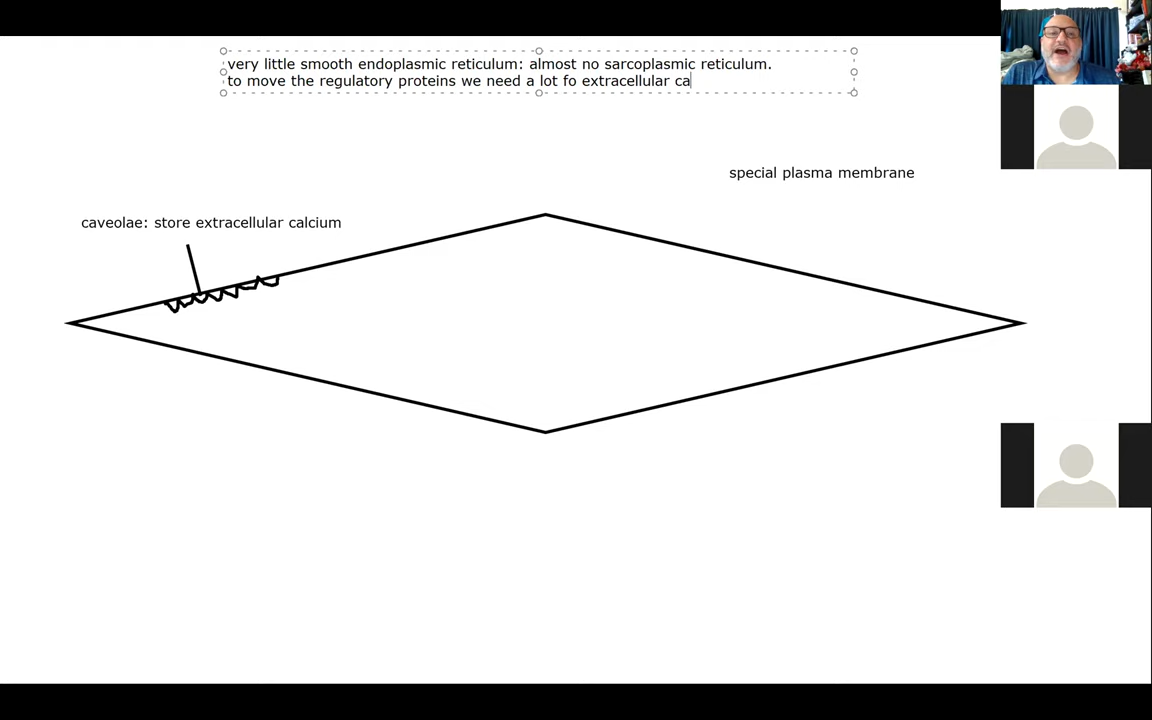 very little smooth endoplasmic reticulum: almost no sarcoplasmic reticulum.
to move the regulatory proteins we need a lot fo extracellular ca
special plasma membrane
caveolae: store extracellular calcium